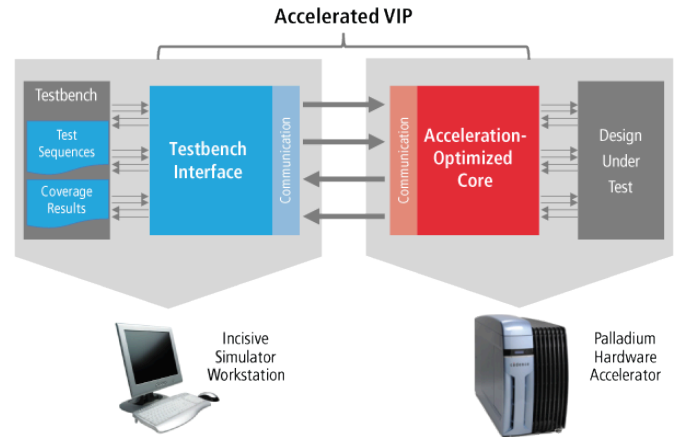 Accelerated VIP
Testbench
Test
Sequences
Coverage
Results
Testbench
Interface
Communication
Communication
Acceleration-
Optimized
Core
Design
Under
Test
Incisive
Simulator
Workstation
Palladium
Hardware
Accelerator